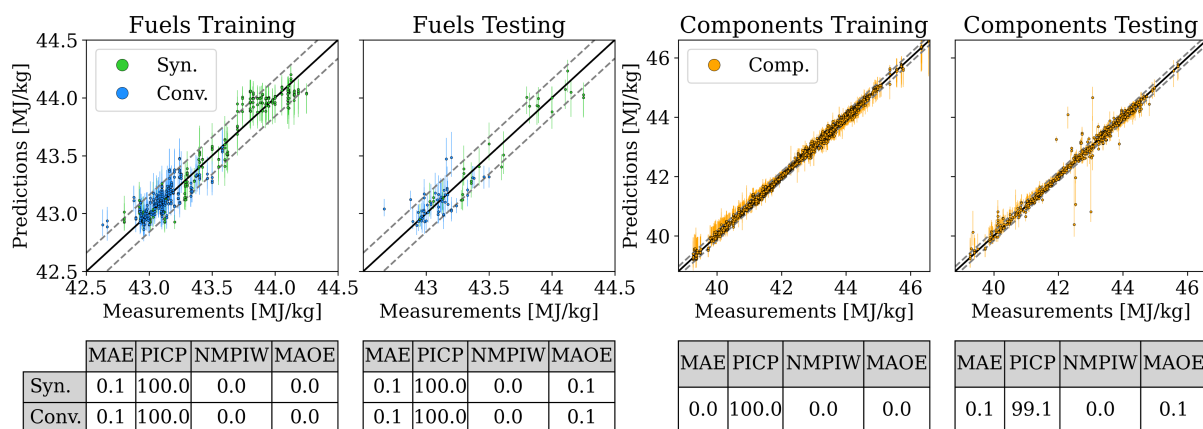 Fuels Training
Fuels Testing
Components Training
Components Testing
Predictions [MJ/kg]
44.5
44.0
43.5
43.0
42.5
Syn.
Conv.
42.5 43.0 43.5 44.0 44.5
Measurements [MJ/kg]
43 43.5 44.0 44.5
Measurements [MJ/kg]
Predictions [MJ/kg]
46
44
42
40
Comp.
40 42 44 46
Measurements [MJ/kg]
40 42 44 46
Measurements [MJ/kg]
MAE PICP NMPIW MAOE
Syn. 0.1 100.0 0.0 0.0
Conv. 0.1 100.0 0.0 0.1
MAE PICP NMPIW MAOE
0.1 100.0 0.0 0.1
0.1 100.0 0.0 0.1
MAE PICP NMPIW MAOE
0.0 100.0 0.0 0.0
MAE PICP NMPIW MAOE
0.1 99.1 0.0 0.1